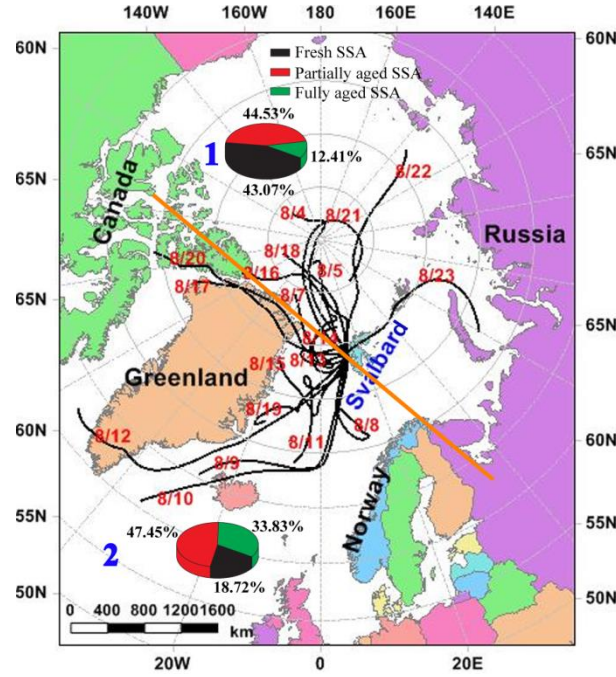 160W 140W 180 160E 140E
60N 60N
Fresh SSA
Partially aged SSA
Fully aged SSA
44.53%
1
12.41%
43.07%
8/22
65N 65N
Canada
8/4 8/21
Russia
8/18
8/20 8/16 8/5 8/23
8/17 8/7
65N 65N
8/13
8/15
Svalbard
Greenland
8/19 8/8
60N 60N
8/12 8/11
8/9
8/10
Norway
55N 55N
47.45% 33.83%
2
18.72%
50N 50N
0 400 800 1200 1600
km
20W 0 20E